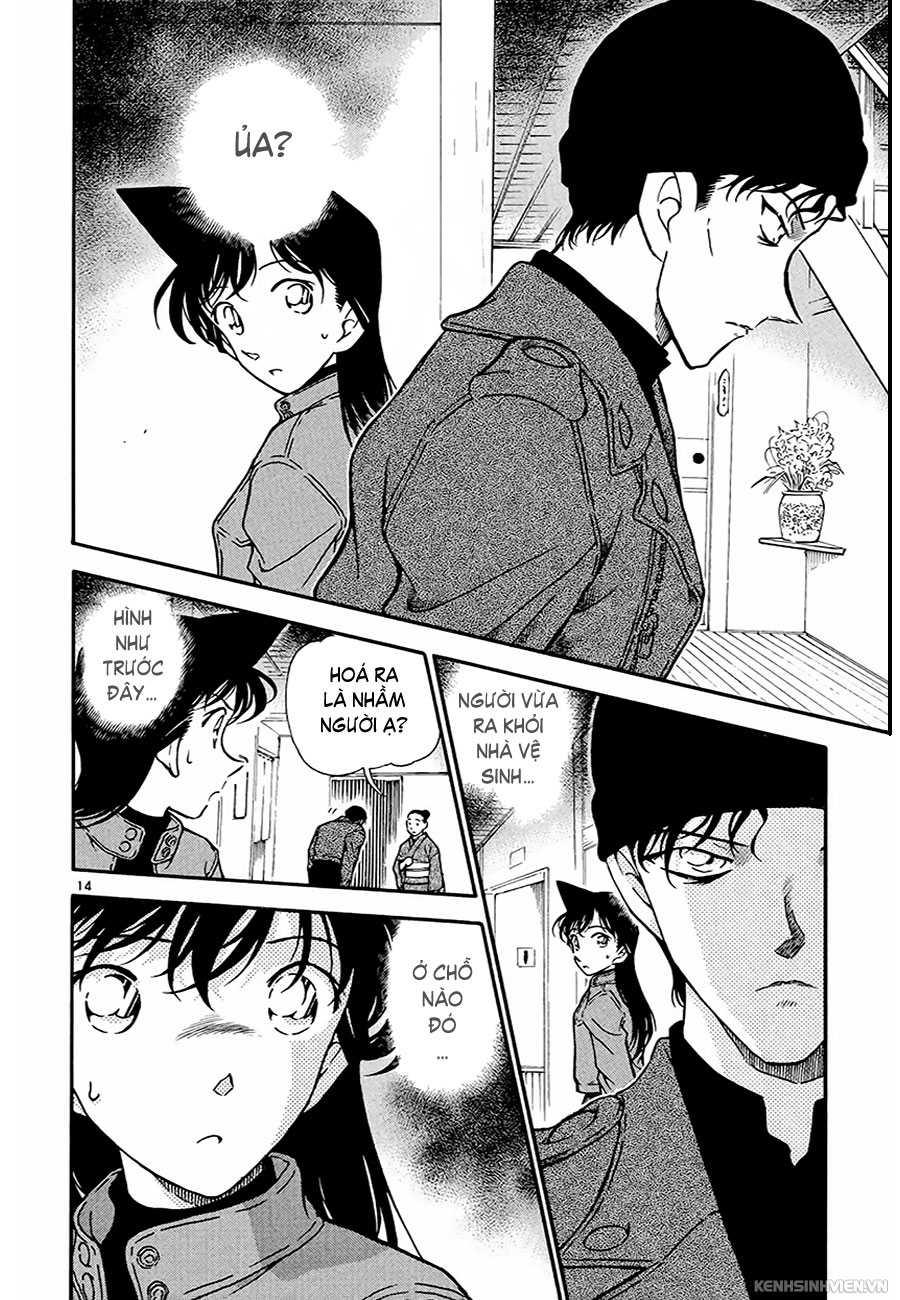 ỦA?
NGƯỜI VỪA
RA KHỎI
NHÀ VỆ
SINH...
HOÁ RA
LÀ NHẦM
NGƯỜI Ạ?
HÌNH
NHƯ
TRƯỚC
ĐÂY...
14
Ở CHỖ
NÀO
ĐÓ
...
KENHSINHVIEN.VN